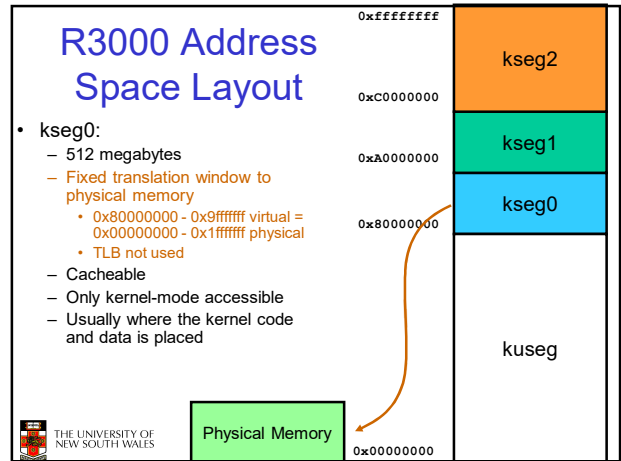 R3000 Address
Space Layout
• kseg0:
– 512 megabytes
– Fixed translation window to
physical memory
• 0x80000000 - 0x9fffffff virtual =
0x00000000 - 0x1fffffff physical
• TLB not used
– Cacheable
– Only kernel-mode accessible
– Usually where the kernel code
and data is placed
0xffffffff
kseg2
0xC0000000
kseg1
0xA0000000
kseg0
0x80000000
kuseg
Physical Memory
0x00000000
THE UNIVERSITY OF
NEW SOUTH WALES